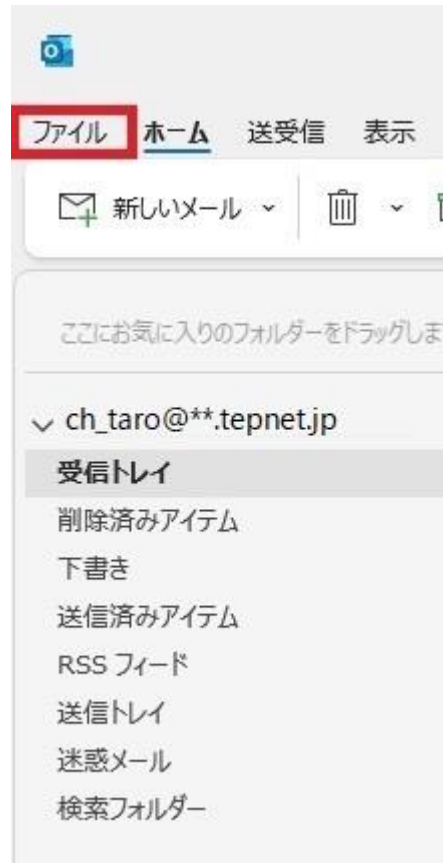 ファイル ホーム 送受信 表示
新しいメール
ここにお気に入りのフォルダーをドラッグしま
ch_taro@**.tepnet.jp
受信トレイ
削除済みアイテム
下書き
送信済みアイテム
RSS フィード
送信トレイ
迷惑メール
検索フォルダー